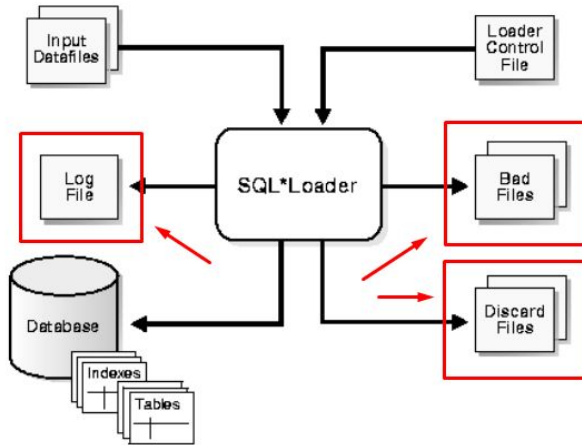 Input
Datafiles
Loader
Control
File
Log
File
SQL*Loader
Bad
Files
Database
Discard
Files
Indexes
Tables